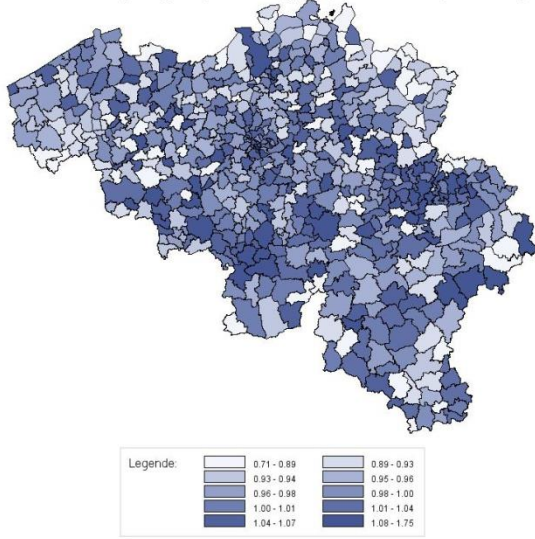 Legende:
0.71 - 0.89 0.89 - 0.93
0.93 - 0.94 0.95 - 0.96
0.96 - 0.98 0.98 - 1.00
1.00 - 1.01 1.01 - 1.04
1.04 - 1.07 1.08 - 1.75